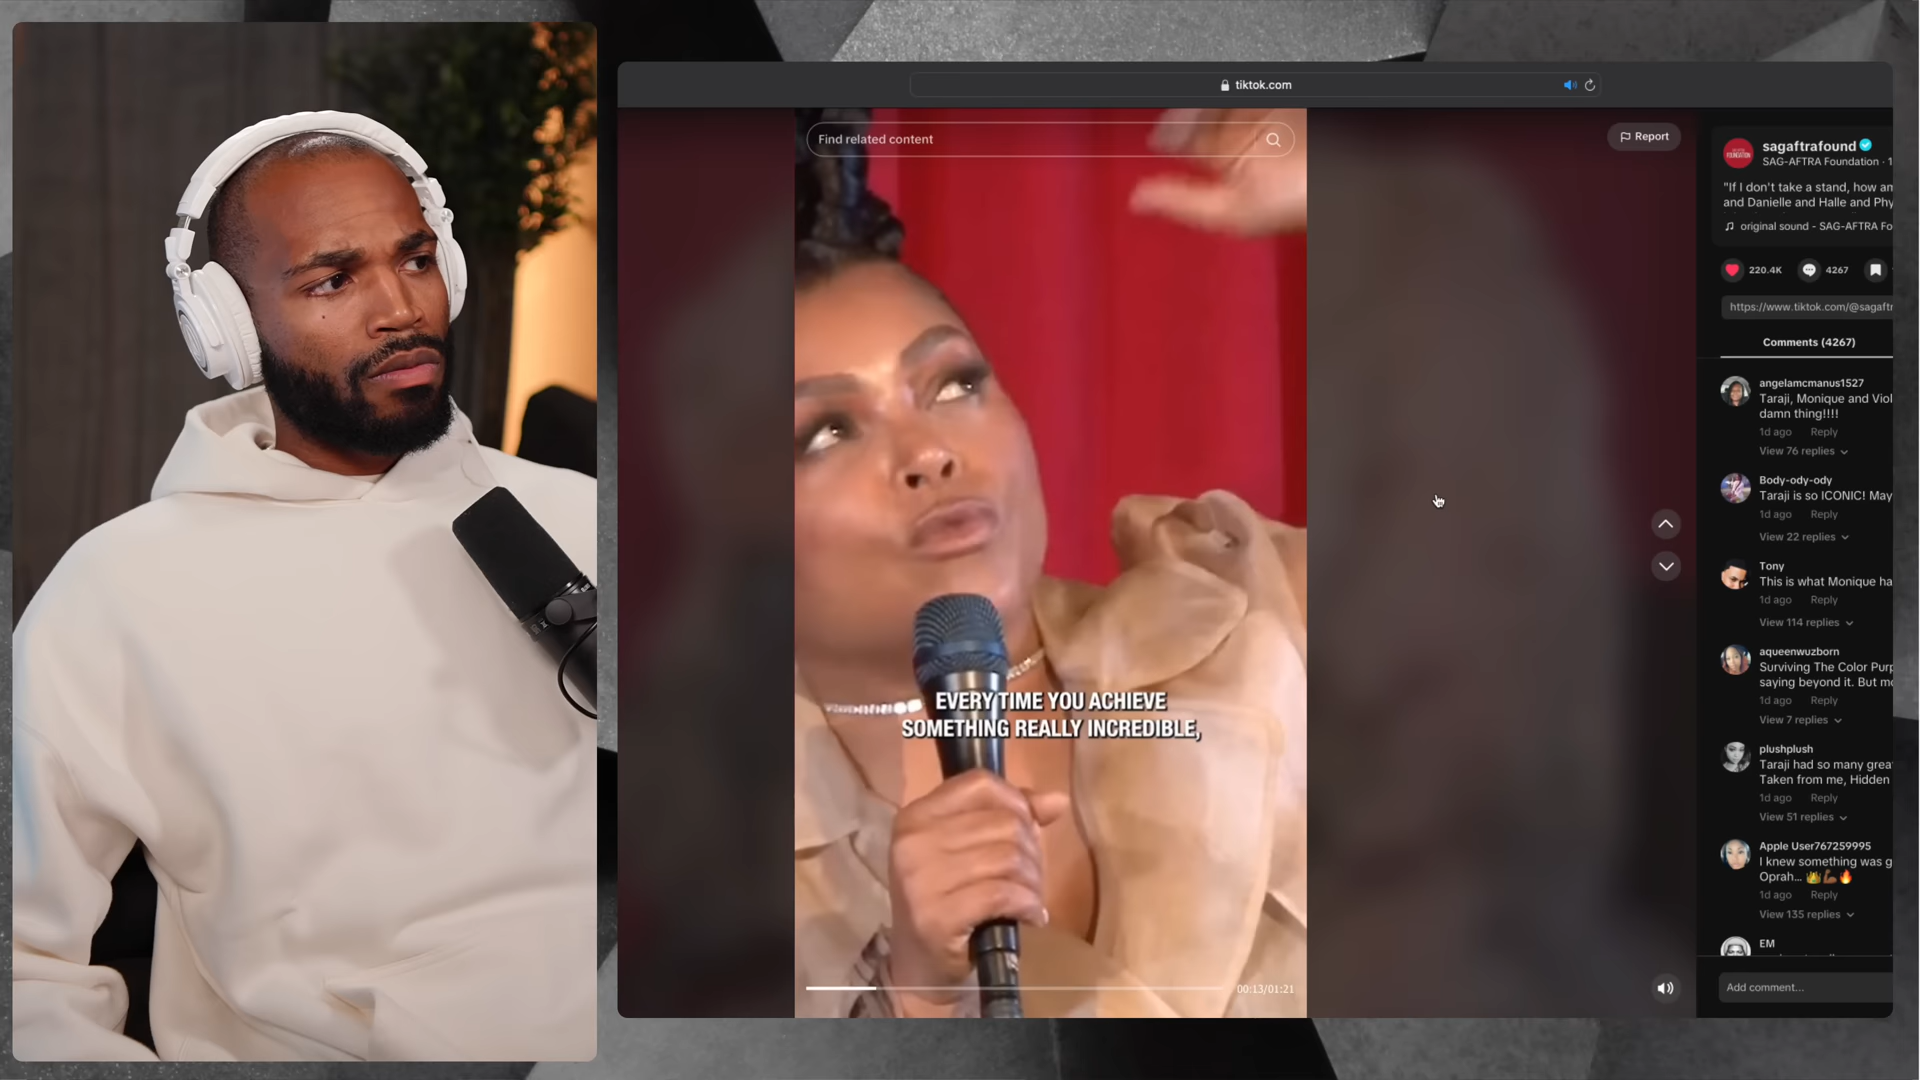 tiktok.com
Find related content
Report
sagaftrafound
SAG-AFTRA Foundation · 1
"If I don't take a stand, how am
and Danielle and Halle and Phy
original sound - SAG-AFTRA Fo
220.4K
4267
https://www.tiktok.com/@sagaftr
Comments (4267)
angelamcmanus1527
Taraji, Monique and Viol
damn thing!!!!
1d ago Reply
View 76 replies
Body-ody-ody
Taraji is so ICONIC! May
1d ago Reply
View 22 replies
Tony
This is what Monique ha
1d ago Reply
View 114 replies
aqueenwuzborn
Surviving The Color Purp
saying beyond it. But mo
1d ago Reply
View 7 replies
plushplush
Taraji had so many grea
Taken from me, Hidden
1d ago Reply
View 51 replies
Apple User767259995
I knew something was g
Oprah... 👑💪🏾🔥
1d ago Reply
View 135 replies
EM
Add comment...
EVERY TIME YOU ACHIEVE
SOMETHING REALLY INCREDIBLE,
00:13/01:21